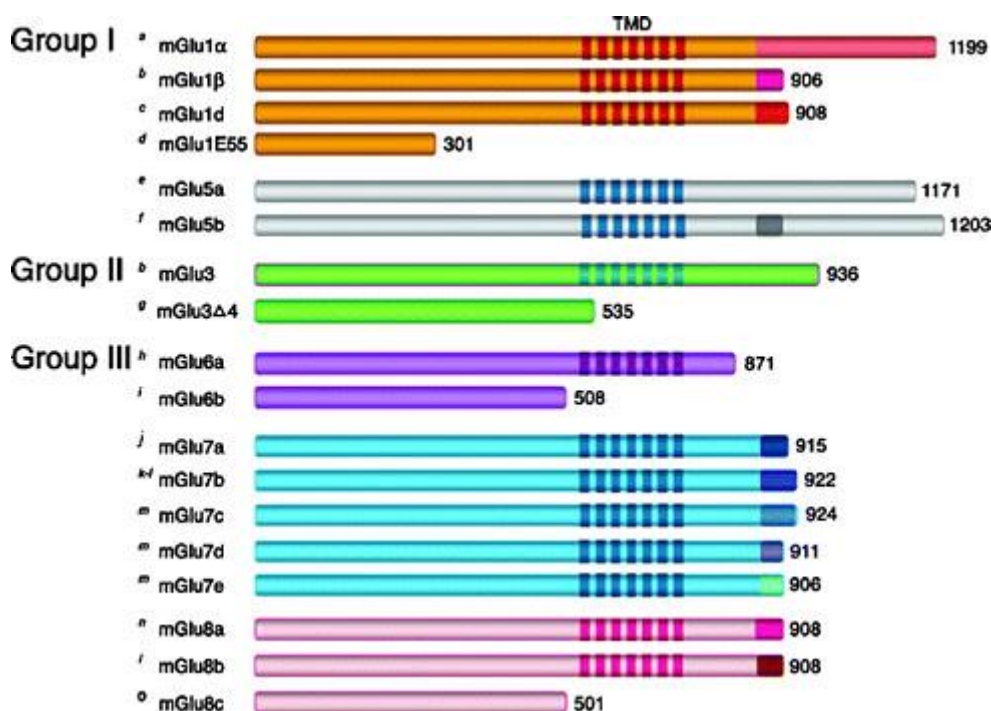 TMD
Group I a mGlu1α 1199
b mGlu1β 906
c mGlu1d 908
d mGlu1E55 301
e mGlu5a 1171
f mGlu5b 1203
Group II b mGlu3 936
g mGlu3Δ4 535
Group III h mGlu6a 871
i mGlu6b 508
j mGlu7a 915
k-l mGlu7b 922
m mGlu7c 924
m mGlu7d 911
m mGlu7e 906
n mGlu8a 908
l mGlu8b 908
o mGlu8c 501